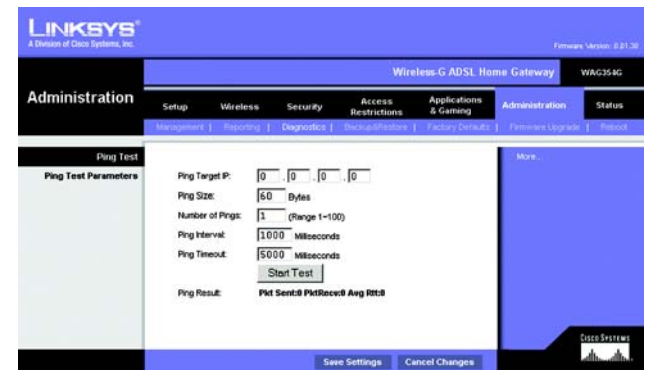 LINKSYS®
A Division of Cisco Systems, Inc.
Firmware Version: 0.01.30
Wireless-G ADSL Home Gateway WAG354G
Administration
Setup Wireless Security Access Restrictions Applications & Gaming Administration Status
Management | Reporting | Diagnostics | Backup&Restore | Factory Defaults | Firmware Upgrade | Reboot
Ping Test
More...
Ping Test Parameters
Ping Target IP: 0 . 0 . 0 . 0
Ping Size: 60 Bytes
Number of Pings: 1 (Range 1~100)
Ping Interval: 1000 Milliseconds
Ping Timeout: 5000 Milliseconds
Start Test
Ping Result: Pkt Sent:0 PktRecv:0 Avg Rtt:0
CISCO SYSTEMS
Save Settings Cancel Changes